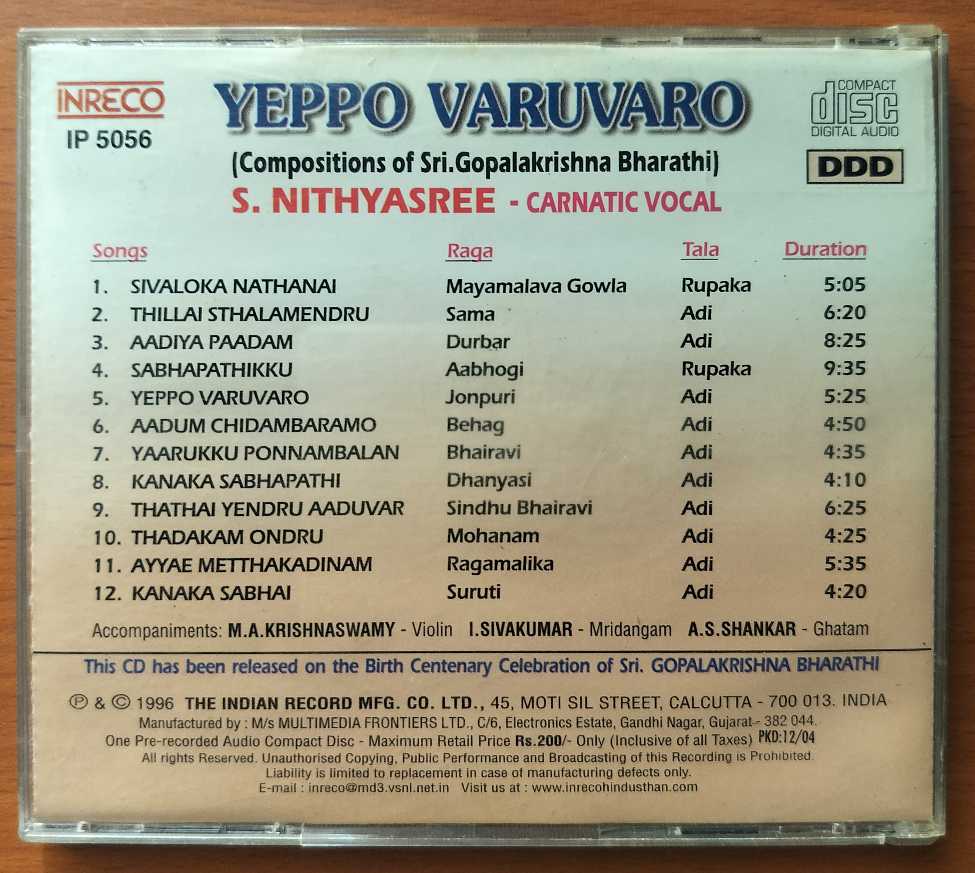 INRECO
IP 5056
YEPPO VARUVARO
COMPACT
disc
DIGITAL AUDIO
DDD
(Compositions of Sri.Gopalakrishna Bharathi)
S. NITHYASREE - CARNATIC VOCAL
Songs Raga Tala Duration
1. SIVALOKA NATHANAI Mayamalava Gowla Rupaka 5:05
2. THILLAI STHALAMENDRU Sama Adi 6:20
3. AADIYA PAADAM Durbar Adi 8:25
4. SABHAPATHIKKU Aabhogi Rupaka 9:35
5. YEPPO VARUVARO Jonpuri Adi 5:25
6. AADUM CHIDAMBARAMO Behag Adi 4:50
7. YAARUKKU PONNAMBALAN Bhairavi Adi 4:35
8. KANAKA SABHAPATHI Dhanyasi Adi 4:10
9. THATHAI YENDRU AADUVAR Sindhu Bhairavi Adi 6:25
10. THADAKAM ONDRU Mohanam Adi 4:25
11. AYYAE METTHAKADINAM Ragamalika Adi 5:35
12. KANAKA SABHAI Suruti Adi 4:20
Accompaniments: M.A.KRISHNASWAMY - Violin I.SIVAKUMAR - Mridangam A.S.SHANKAR - Ghatam
This CD has been released on the Birth Centenary Celebration of Sri. GOPALAKRISHNA BHARATHI
℗ & © 1996 THE INDIAN RECORD MFG. CO. LTD., 45, MOTI SIL STREET, CALCUTTA - 700 013. INDIA
Manufactured by : M/s MULTIMEDIA FRONTIERS LTD., C/6, Electronics Estate, Gandhi Nagar, Gujarat - 382 044.
One Pre-recorded Audio Compact Disc - Maximum Retail Price Rs.200/- Only (Inclusive of all Taxes) PKD:12/04
All rights Reserved. Unauthorised Copying, Public Performance and Broadcasting of this Recording is Prohibited.
Liability is limited to replacement in case of manufacturing defects only.
E-mail : inreco@md3.vsnl.net.in Visit us at : www.inrecohindusthan.com